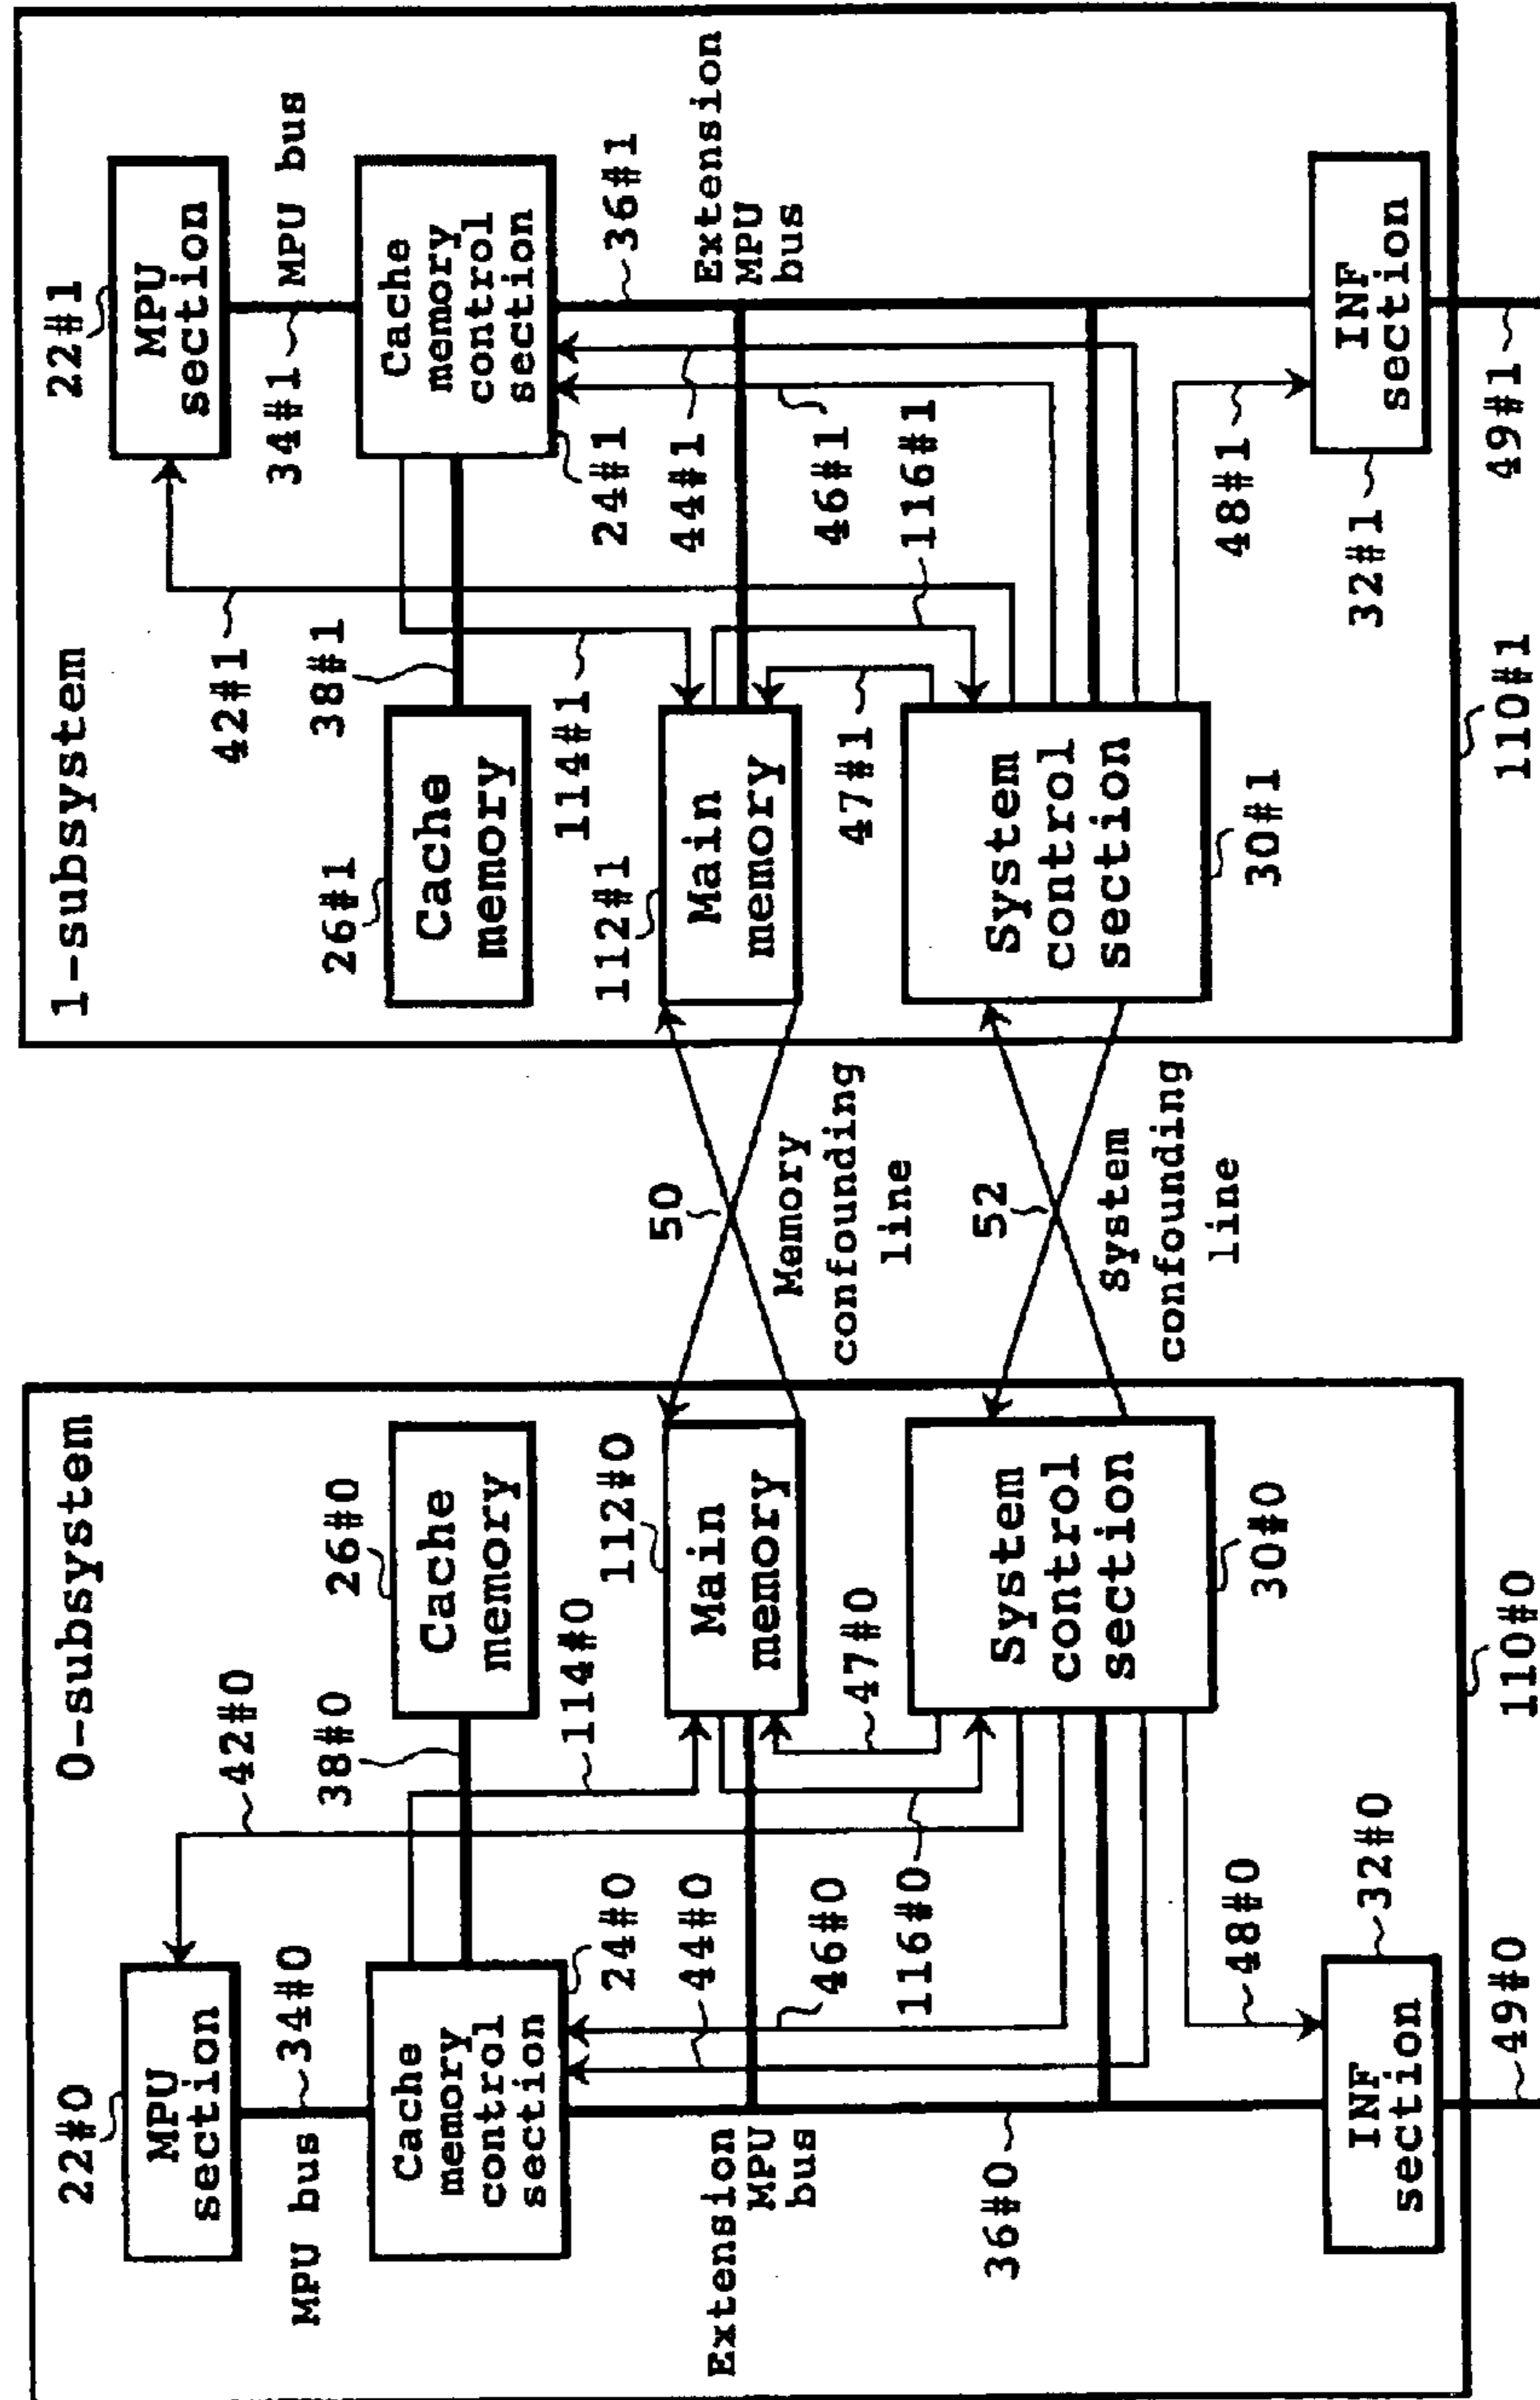 0-subsystem
22#0
MPU
section
MPU bus
34#0
42#0
38#0
26#0
Cache
memory
control
section
24#0
Cache
memory
114#0
112#0
Extension
MPU
bus
44#0
46#0
116#0
Main
memory
47#0
36#0
System
control
section
30#0
48#0
INF
section
32#0
49#0
110#0
50
Memory
confounding
line
52
System
confounding
line
1-subsystem
22#1
MPU
section
34#1
MPU bus
42#1
38#1
26#1
Cache
memory
Cache
memory
control
section
24#1
114#1
112#1
Main
memory
44#1
46#1
116#1
36#1
Extension
MPU
bus
47#1
System
control
section
30#1
48#1
INF
section
32#1
49#1
110#1